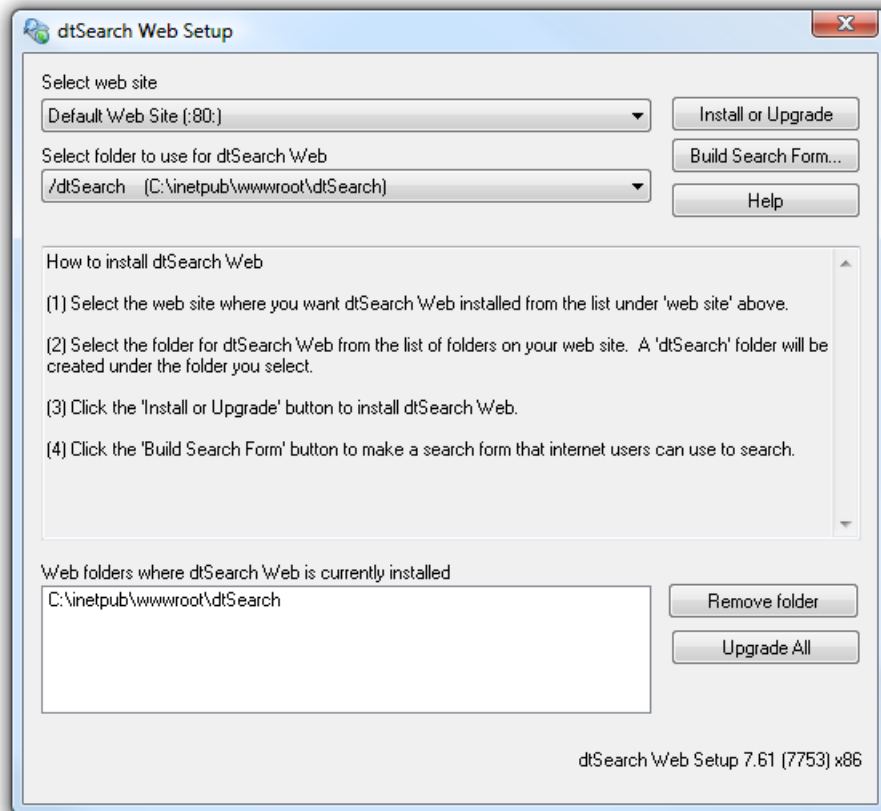 dtSearch Web Setup
Select web site
Default Web Site (:80:)
Install or Upgrade
Select folder to use for dtSearch Web
Build Search Form...
/dtSearch (C:\inetpub\wwwroot\dtSearch)
Help
How to install dtSearch Web
(1) Select the web site where you want dtSearch Web installed from the list under 'web site' above.
(2) Select the folder for dtSearch Web from the list of folders on your web site. A 'dtSearch' folder will be
created under the folder you select.
(3) Click the 'Install or Upgrade' button to install dtSearch Web.
(4) Click the 'Build Search Form' button to make a search form that internet users can use to search.
Web folders where dtSearch Web is currently installed
C:\inetpub\wwwroot\dtSearch
Remove folder
Upgrade All
dtSearch Web Setup 7.61 (7753) x86